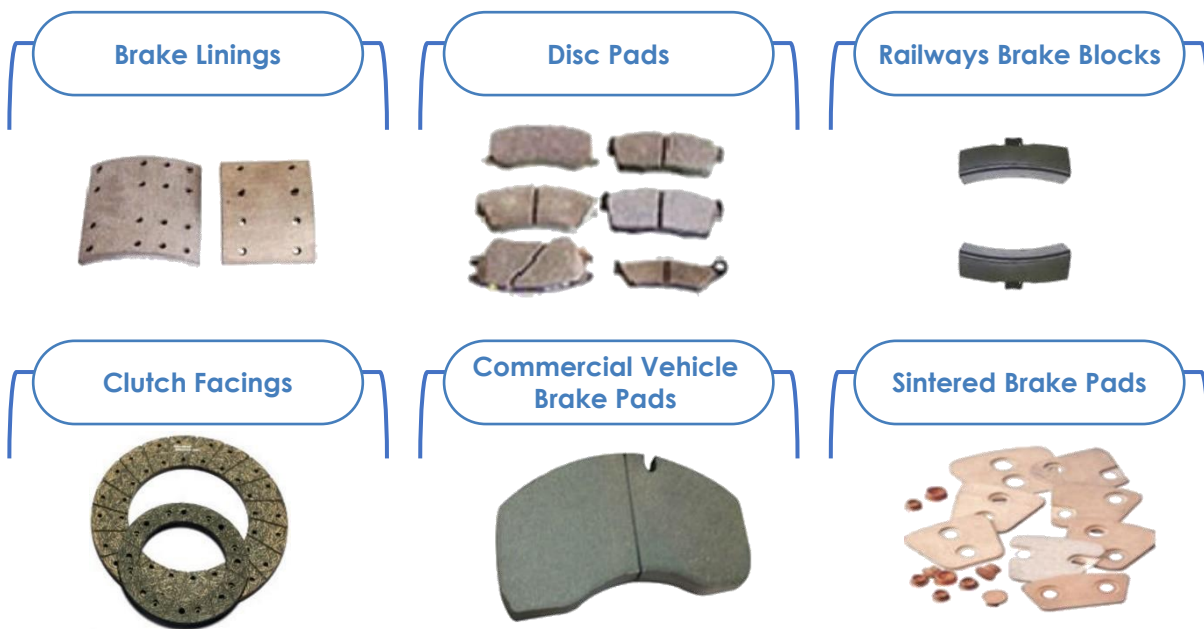 Brake Linings
Disc Pads
Railways Brake Blocks
Clutch Facings
Commercial Vehicle
Brake Pads
Sintered Brake Pads